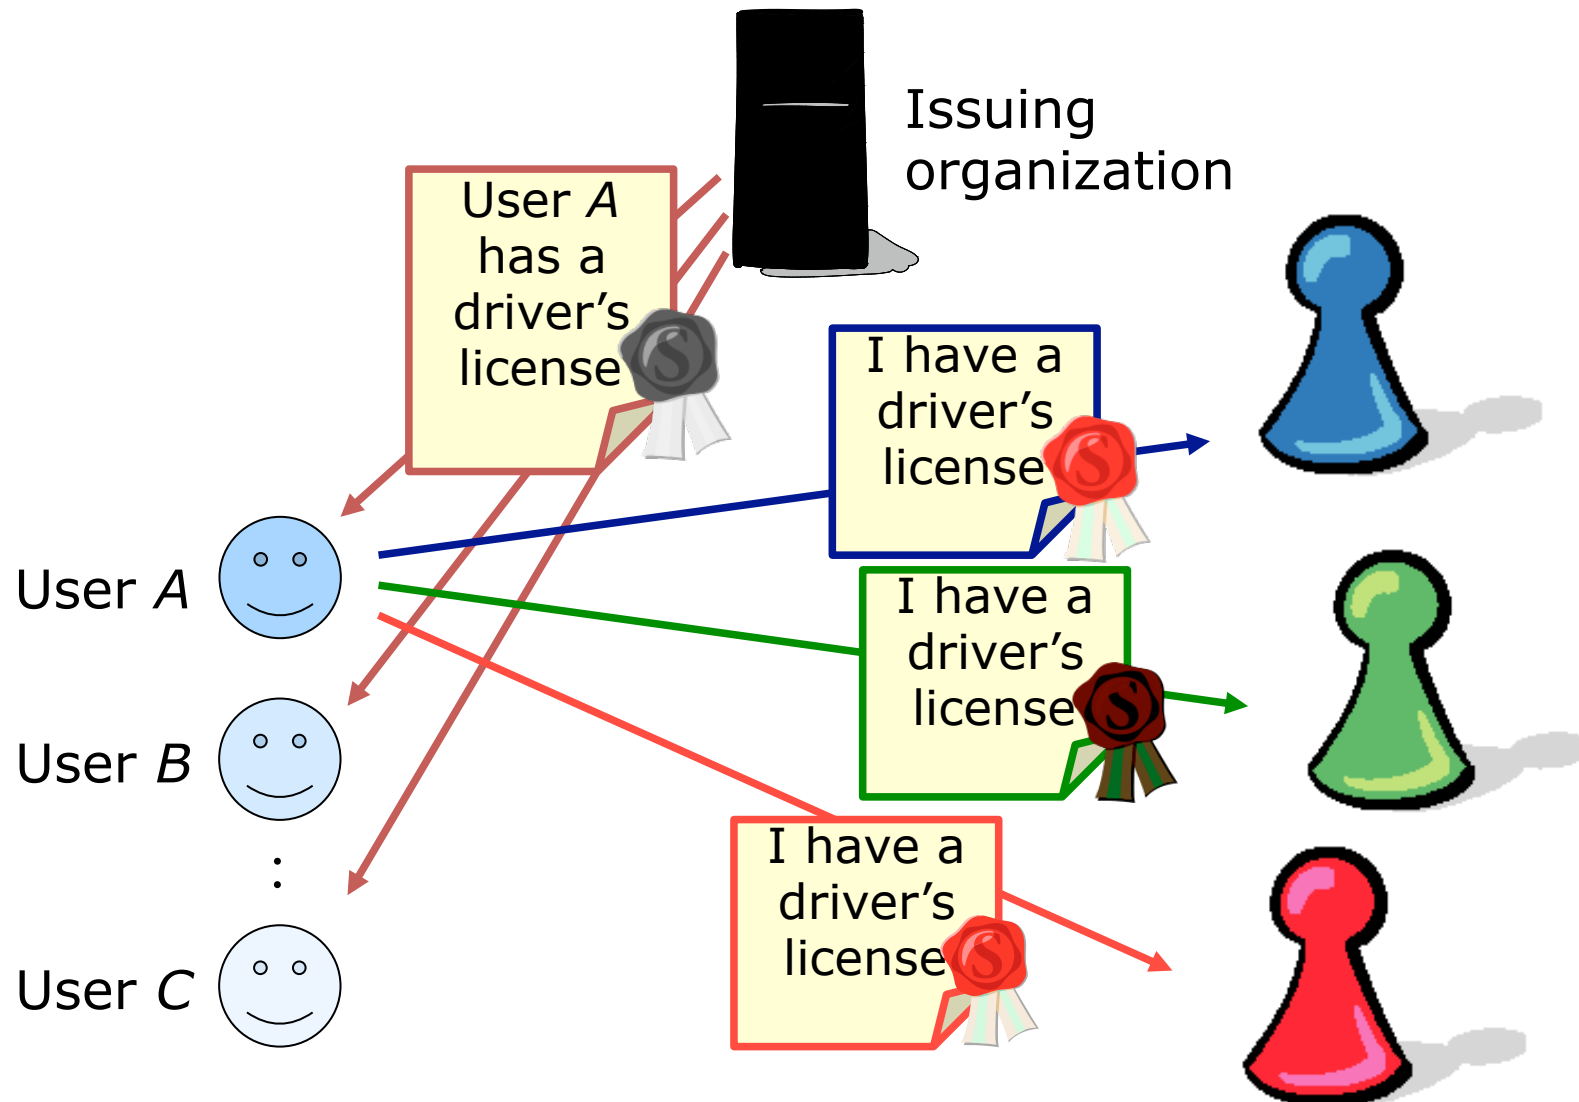 Issuing
organization
User A
has a
driver’s
license
S
I have a
driver’s
license
S
User A
I have a
driver’s
license
S
User B
I have a
driver’s
license
S
:
User C